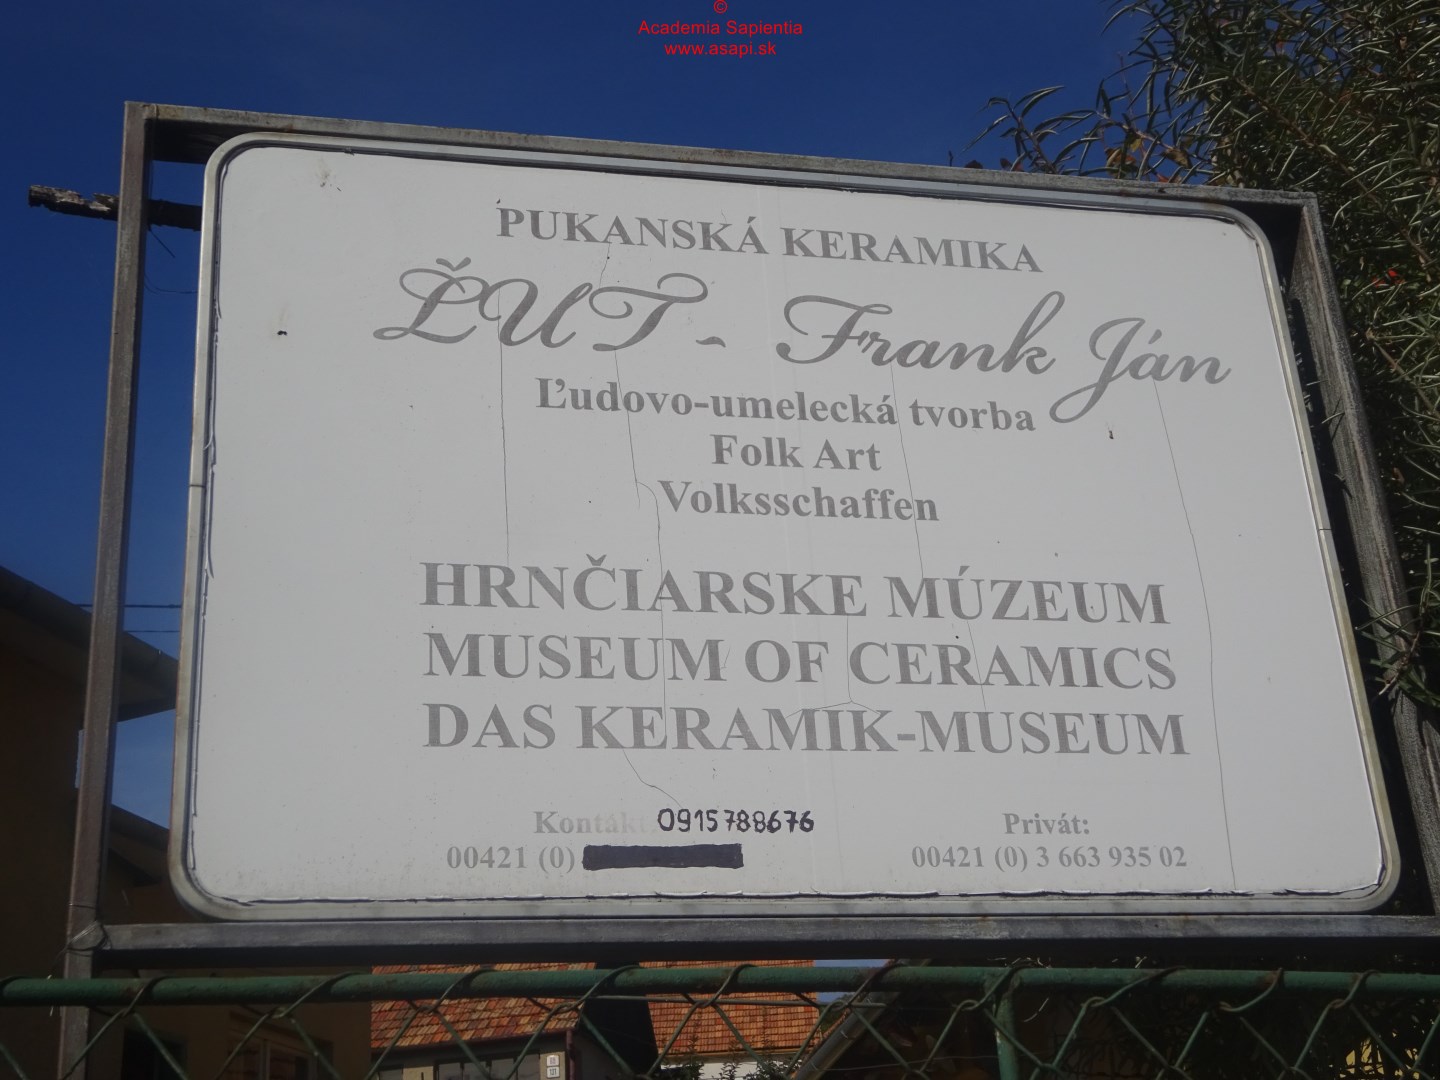 ©
Academia Sapientia
www.asapi.sk
PUKANSKÁ KERAMIKA
ĽUT - Frank Ján
Ľudovo-umelecká tvorba
Folk Art
Volksschaffen
HRNČIARSKE MÚZEUM
MUSEUM OF CERAMICS
DAS KERAMIK-MUSEUM
Kontakt: 0915788676
00421 (0)
Privát:
00421 (0) 3 663 935 02